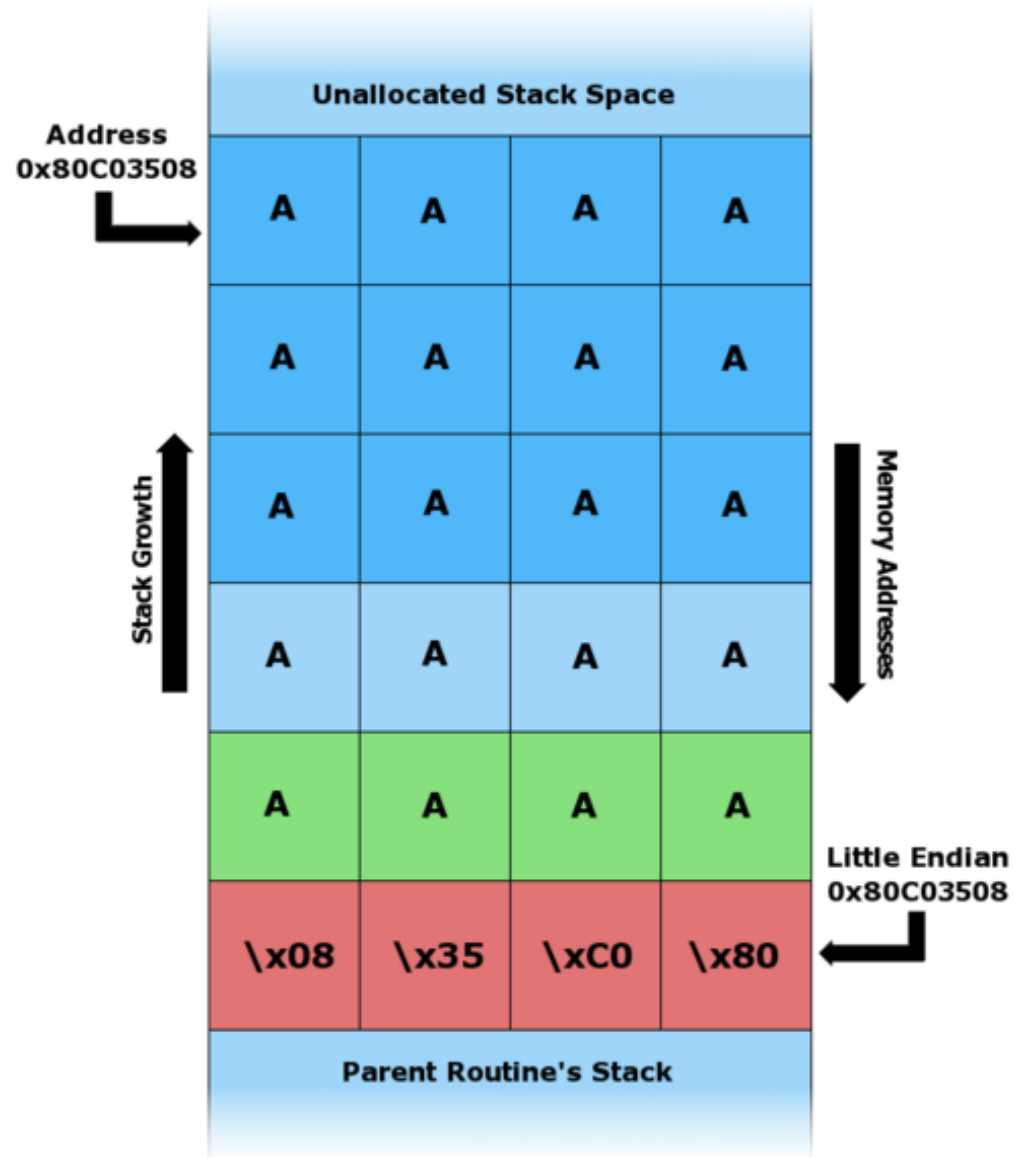 Unallocated Stack Space
Address
0x80C03508
A A A A
A A A A
A A A A
Stack Growth
Memory Addresses
A A A A
A A A A
Little Endian
0x80C03508
\x08 \x35 \xC0 \x80
Parent Routine's Stack